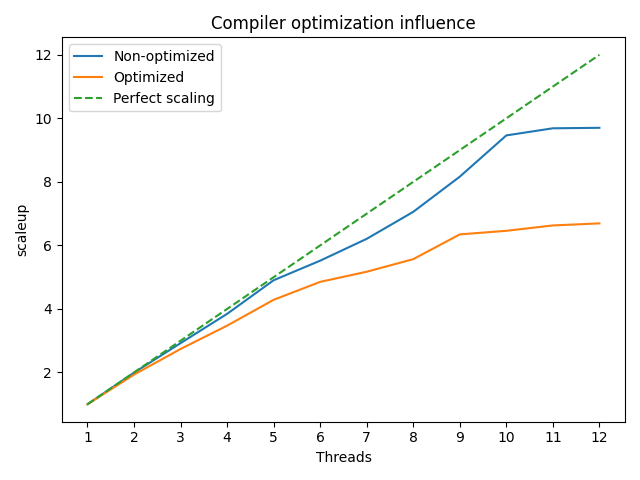 Compiler optimization influence
Non-optimized
Optimized
Perfect scaling
12
10
8
6
4
2
scaleup
1 2 3 4 5 6 7 8 9 10 11 12
Threads